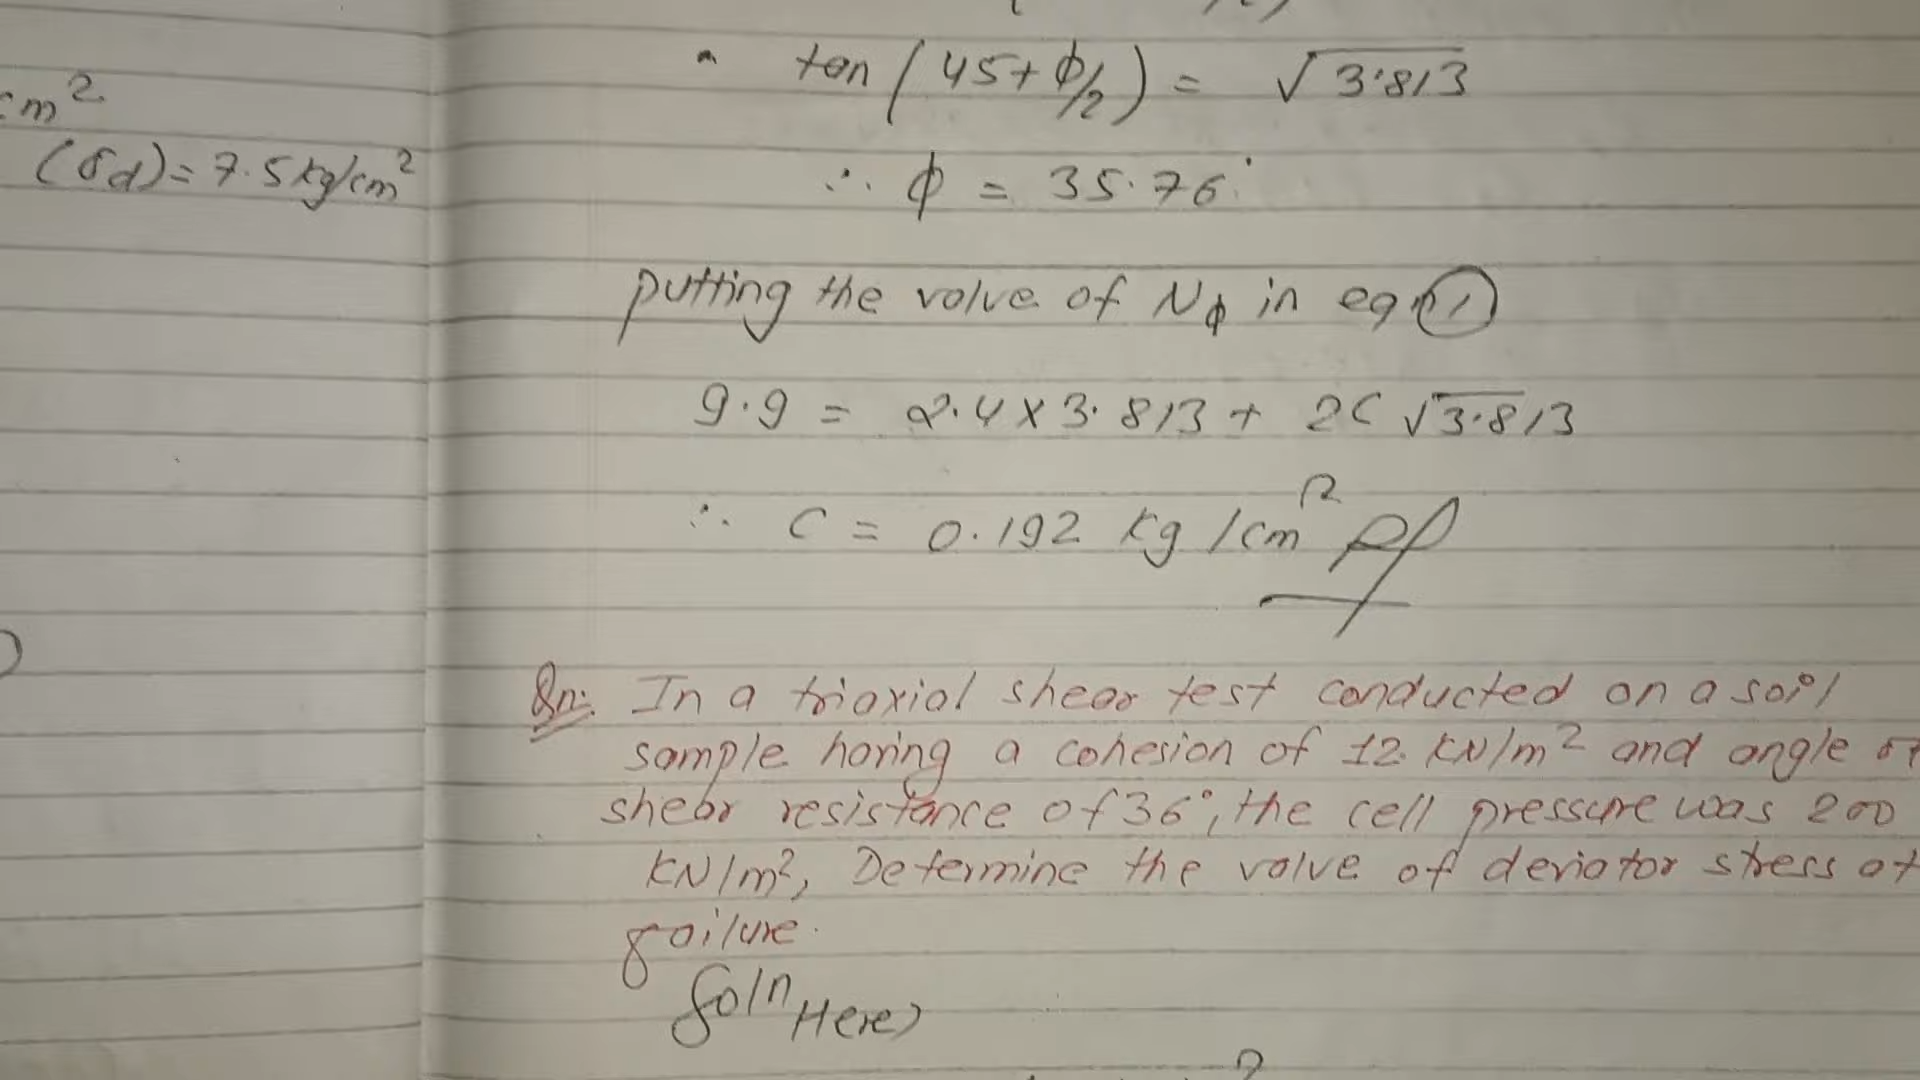 cm²
(σd) = 7.5 kg/cm²
tan (45 + ϕ/2) = √3.813
∴ ϕ = 35.76°
putting the value of Nϕ in eqn (1)
9.9 = 2.4 × 3.813 + 2C √3.813
∴ C = 0.192 kg/cm²
Qn: In a triaxial shear test conducted on a soil
sample having a cohesion of 12 KN/m² and angle of
shear resistance of 36°, the cell pressure was 200
KN/m², Determine the value of deviator stress at
failure.
Soln Here,